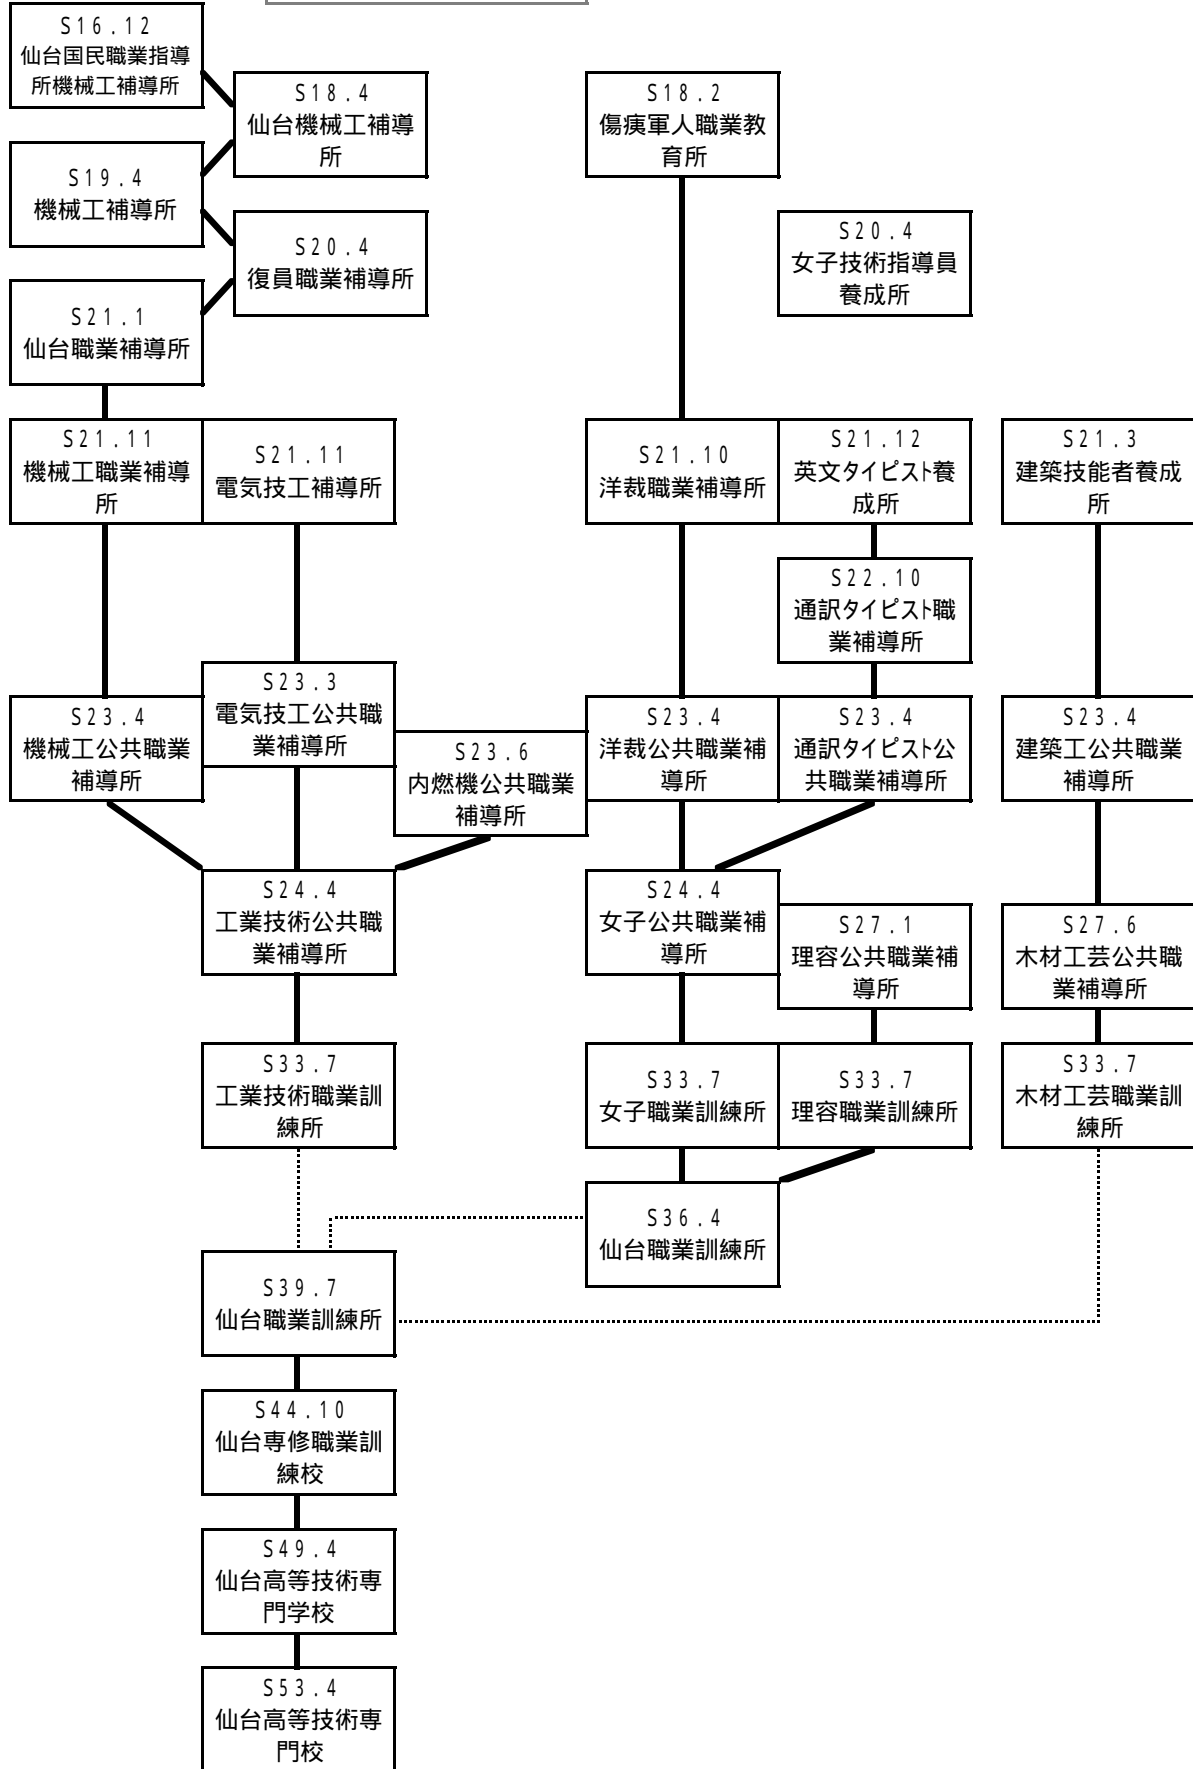 S16.12
仙台国民職業指導
所機械工補導所
S18.4
仙台機械工補導
所
S18.2
傷痍軍人職業教
育所
S19.4
機械工補導所
S20.4
復員職業補導所
S20.4
女子技術指導員
養成所
S21.1
仙台職業補導所
S21.11
機械工職業補導
所
S21.11
電気技工補導所
S21.10
洋裁職業補導所
S21.12
英文タイピスト養
成所
S21.3
建築技能者養成
所
S22.10
通訳タイピスト職
業補導所
S23.4
機械工公共職業
補導所
S23.3
電気技工公共職
業補導所
S23.6
内燃機公共職業
補導所
S23.4
洋裁公共職業補
導所
S23.4
通訳タイピスト公
共職業補導所
S23.4
建築工公共職業
補導所
S24.4
工業技術公共職
業補導所
S24.4
女子公共職業補
導所
S27.1
理容公共職業補
導所
S27.6
木材工芸公共職
業補導所
S33.7
工業技術職業訓
練所
S33.7
女子職業訓練所
S33.7
理容職業訓練所
S33.7
木材工芸職業訓
練所
S36.4
仙台職業訓練所
S39.7
仙台職業訓練所
S44.10
仙台専修職業訓
練校
S49.4
仙台高等技術専
門学校
S53.4
仙台高等技術専
門校